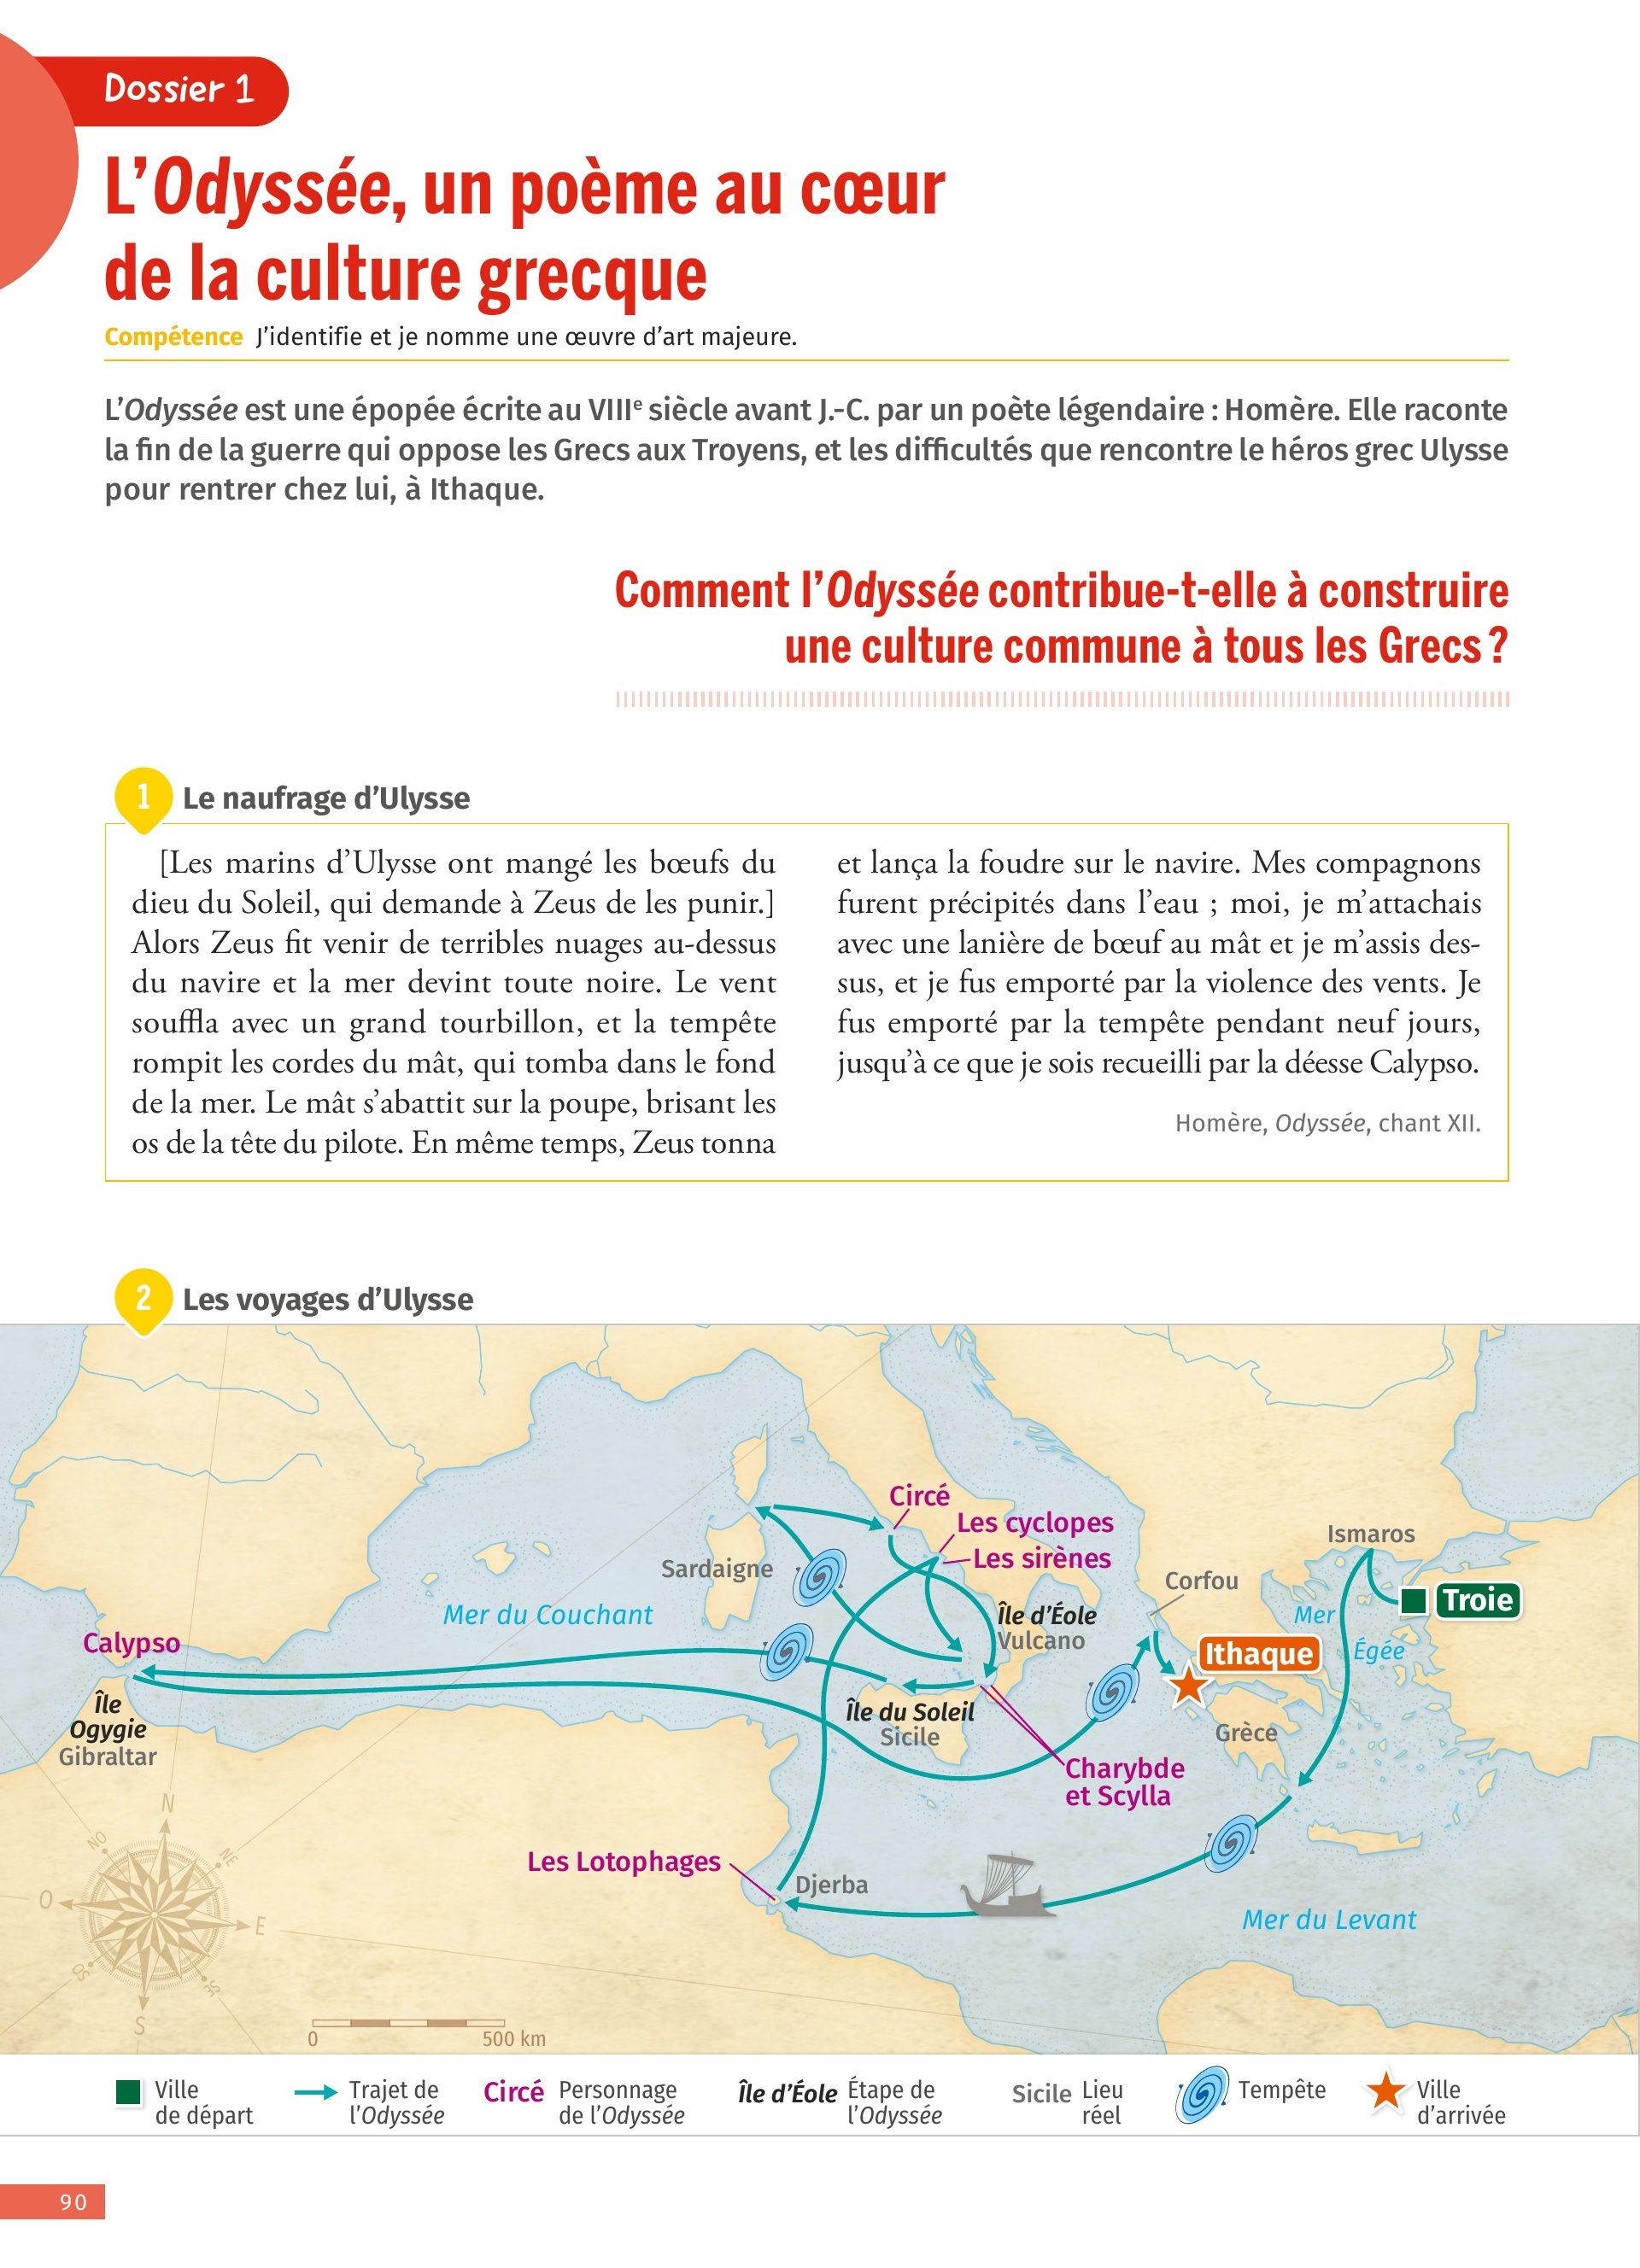 Dossier 1
L’Odyssée, un poème au cœur
de la culture grecque
Compétence J’identifie et je nomme une œuvre d’art majeure.
L’Odyssée est une épopée écrite au VIIIe siècle avant J.-C. par un poète légendaire : Homère. Elle raconte
la fin de la guerre qui oppose les Grecs aux Troyens, et les difficultés que rencontre le héros grec Ulysse
pour rentrer chez lui, à Ithaque.
Comment l’Odyssée contribue-t-elle à construire
une culture commune à tous les Grecs ?
1 Le naufrage d’Ulysse
[Les marins d’Ulysse ont mangé les bœufs du
dieu du Soleil, qui demande à Zeus de les punir.]
Alors Zeus fit venir de terribles nuages au-dessus
du navire et la mer devint toute noire. Le vent
souffla avec un grand tourbillon, et la tempête
rompit les cordes du mât, qui tomba dans le fond
de la mer. Le mât s’abattit sur la poupe, brisant les
os de la tête du pilote. En même temps, Zeus tonna
et lança la foudre sur le navire. Mes compagnons
furent précipités dans l’eau ; moi, je m’attachais
avec une lanière de bœuf au mât et je m’assis des-
sus, et je fus emporté par la violence des vents. Je
fus emporté par la tempête pendant neuf jours,
jusqu’à ce que je sois recueilli par la déesse Calypso.
Homère, Odyssée, chant XII.
2 Les voyages d’Ulysse
Circé
Les cyclopes
Les sirènes
Ismaros
Sardaigne
Corfou
Troie
Mer du Couchant
Île d’Éole
Vulcano
Mer
Égée
Calypso
Ithaque
Île
Ogygie
Gibraltar
Île du Soleil
Sicile
Grèce
Charybde
et Scylla
Les Lotophages
Djerba
Mer du Levant
N
NO
NE
O
E
SO
SE
S
0
500 km
Ville
de départ
Trajet de
l’Odyssée
Circé
Personnage
de l’Odyssée
Île d’Éole
Étape de
l’Odyssée
Sicile
Lieu
réel
Tempête
Ville
d’arrivée
90